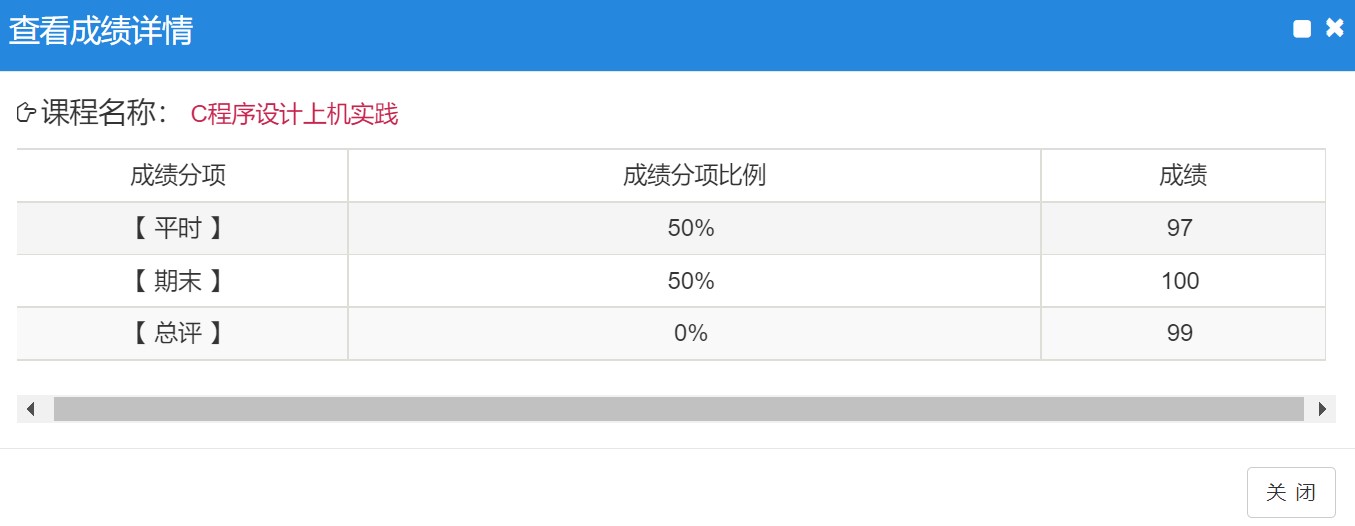 查看成绩详情
课程名称： C程序设计上机实践
成绩分项 成绩分项比例 成绩
【 平时 】 50% 97
【 期末 】 50% 100
【 总评 】 0% 99
关 闭